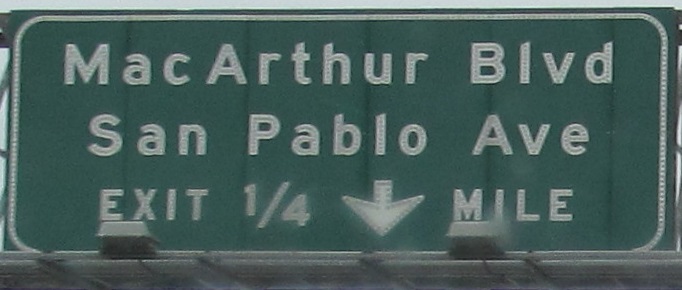 MacArthur Blvd
San Pablo Ave
EXIT 1/4 MILE